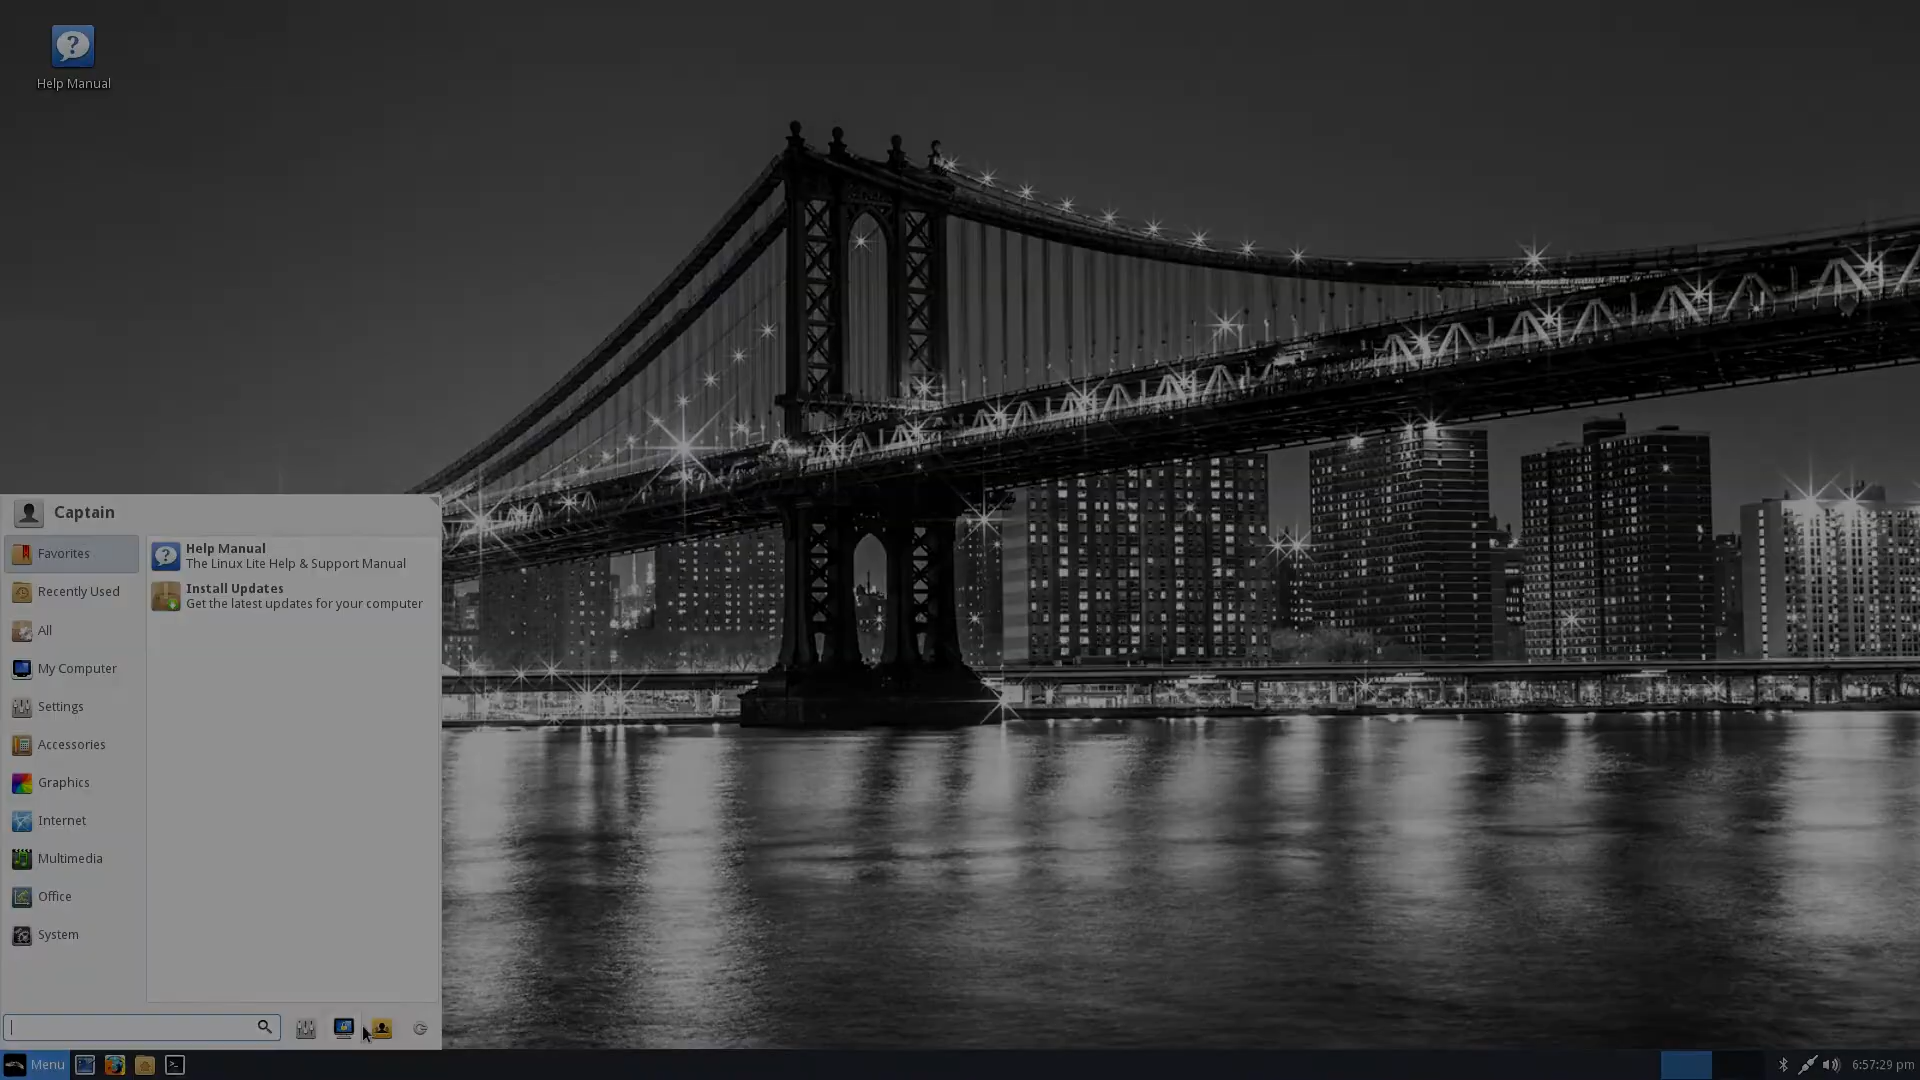 Help Manual
Captain
Favorites
Recently Used
All
My Computer
Settings
Accessories
Graphics
Internet
Multimedia
Office
System
Help Manual
The Linux Lite Help & Support Manual
Install Updates
Get the latest updates for your computer
Menu
6:57:29 pm